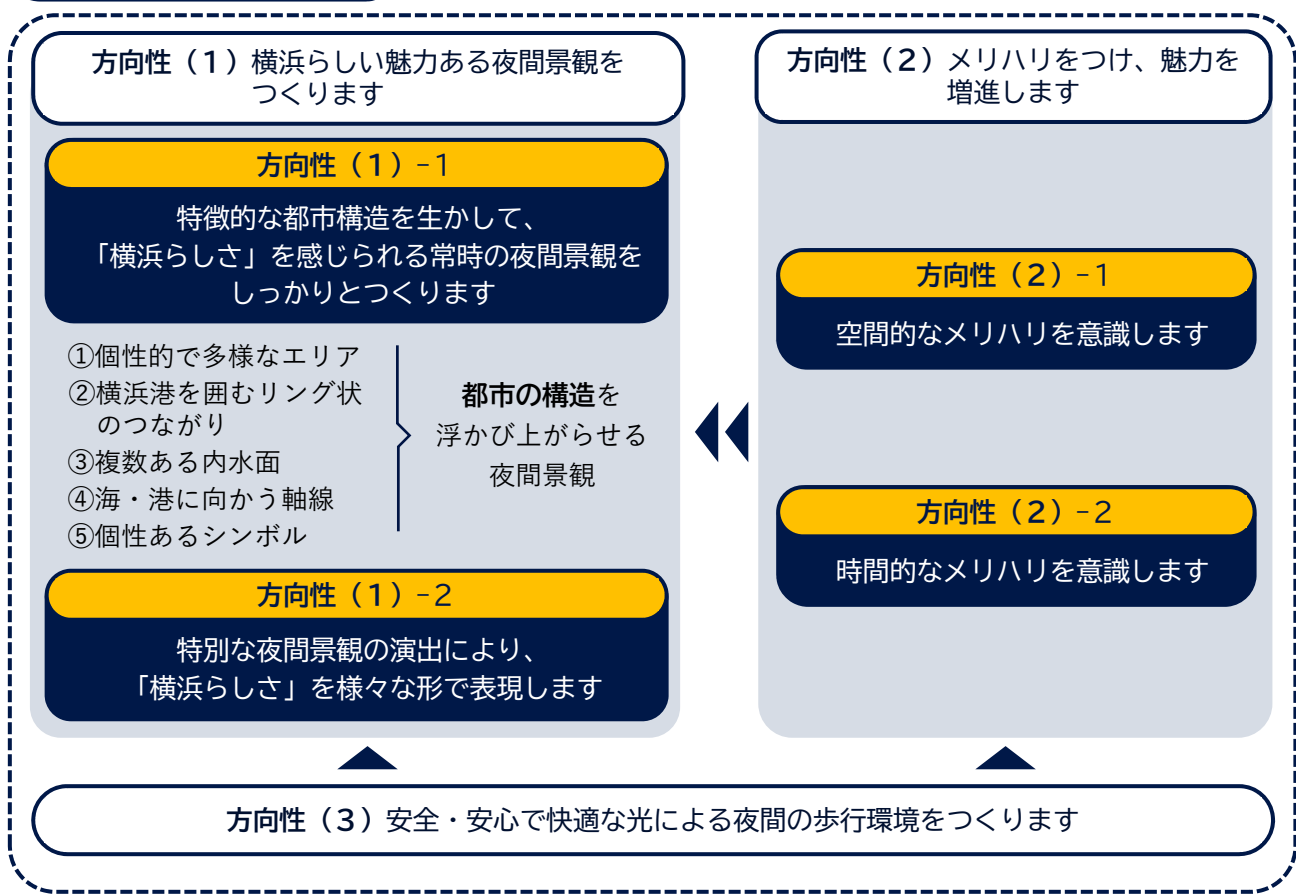 方向性（1）横浜らしい魅力ある夜間景観を
つくります
方向性（1）-1
特徴的な都市構造を生かして、
「横浜らしさ」を感じられる常時の夜間景観を
しっかりとつくります
①個性的で多様なエリア
②横浜港を囲むリング状
のつながり
③複数ある内水面
④海・港に向かう軸線
⑤個性あるシンボル
都市の構造を
浮かび上がらせる
夜間景観
方向性（1）-2
特別な夜間景観の演出により、
「横浜らしさ」を様々な形で表現します
方向性（2）メリハリをつけ、魅力を
増進します
方向性（2）-1
空間的なメリハリを意識します
方向性（2）-2
時間的なメリハリを意識します
方向性（3）安全・安心で快適な光による夜間の歩行環境をつくります